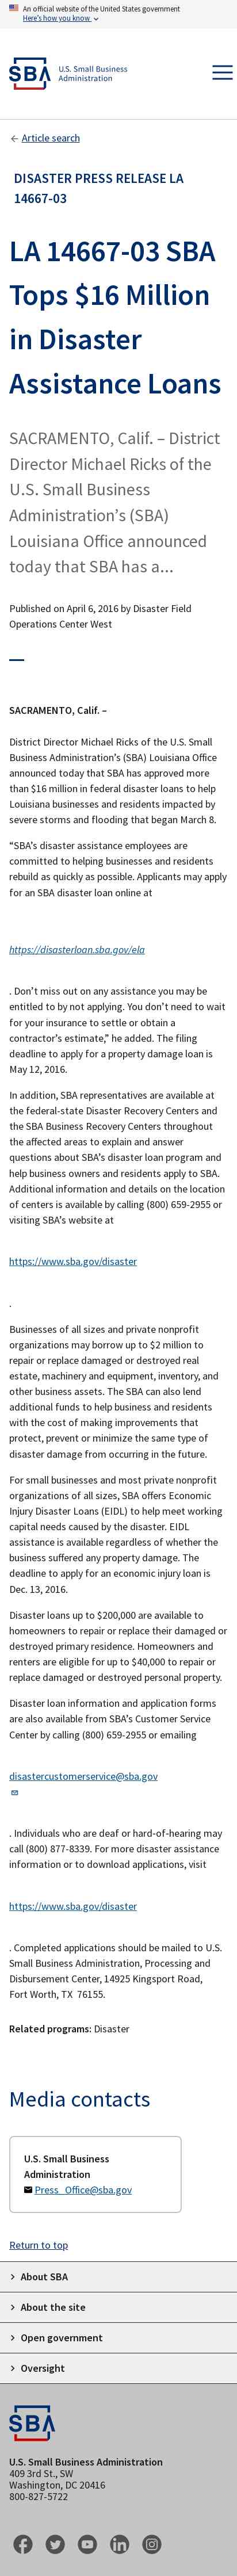 An official website of the United States government
Here's how you know
SBA
U.S. Small Business
Administration
Article search
DISASTER PRESS RELEASE LA
14667-03
LA 14667-03 SBA
Tops $16 Million
in Disaster
Assistance Loans
SACRAMENTO, Calif. – District
Director Michael Ricks of the
U.S. Small Business
Administration’s (SBA)
Louisiana Office announced
today that SBA has a...
Published on April 6, 2016 by Disaster Field
Operations Center West
SACRAMENTO, Calif. –
District Director Michael Ricks of the U.S. Small
Business Administration’s (SBA) Louisiana Office
announced today that SBA has approved more
than $16 million in federal disaster loans to help
Louisiana businesses and residents impacted by
severe storms and flooding that began March 8.
“SBA’s disaster assistance employees are
committed to helping businesses and residents
rebuild as quickly as possible. Applicants may apply
for an SBA disaster loan online at
https://disasterloan.sba.gov/ela
. Don’t miss out on any assistance you may be
entitled to by not applying. You don’t need to wait
for your insurance to settle or obtain a
contractor’s estimate,” he added. The filing
deadline to apply for a property damage loan is
May 12, 2016.
In addition, SBA representatives are available at
the federal-state Disaster Recovery Centers and
the SBA Business Recovery Centers throughout
the affected areas to explain and answer
questions about SBA’s disaster loan program and
help business owners and residents apply to SBA.
Additional information and details on the location
of centers is available by calling (800) 659-2955 or
visiting SBA’s website at
https://www.sba.gov/disaster
.
Businesses of all sizes and private nonprofit
organizations may borrow up to $2 million to
repair or replace damaged or destroyed real
estate, machinery and equipment, inventory, and
other business assets. The SBA can also lend
additional funds to help business and residents
with the cost of making improvements that
protect, prevent or minimize the same type of
disaster damage from occurring in the future.
For small businesses and most private nonprofit
organizations of all sizes, SBA offers Economic
Injury Disaster Loans (EIDL) to help meet working
capital needs caused by the disaster. EIDL
assistance is available regardless of whether the
business suffered any property damage. The
deadline to apply for an economic injury loan is
Dec. 13, 2016.
Disaster loans up to $200,000 are available to
homeowners to repair or replace their damaged or
destroyed primary residence. Homeowners and
renters are eligible for up to $40,000 to repair or
replace damaged or destroyed personal property.
Disaster loan information and application forms
are also available from SBA’s Customer Service
Center by calling (800) 659-2955 or emailing
disastercustomerservice@sba.gov
. Individuals who are deaf or hard-of-hearing may
call (800) 877-8339. For more disaster assistance
information or to download applications, visit
https://www.sba.gov/disaster
. Completed applications should be mailed to U.S.
Small Business Administration, Processing and
Disbursement Center, 14925 Kingsport Road,
Fort Worth, TX 76155.
Related programs: Disaster
Media contacts
U.S. Small Business
Administration
Press_Office@sba.gov
Return to top
About SBA
About the site
Open government
Oversight
SBA
U.S. Small Business Administration
409 3rd St., SW
Washington, DC 20416
800-827-5722